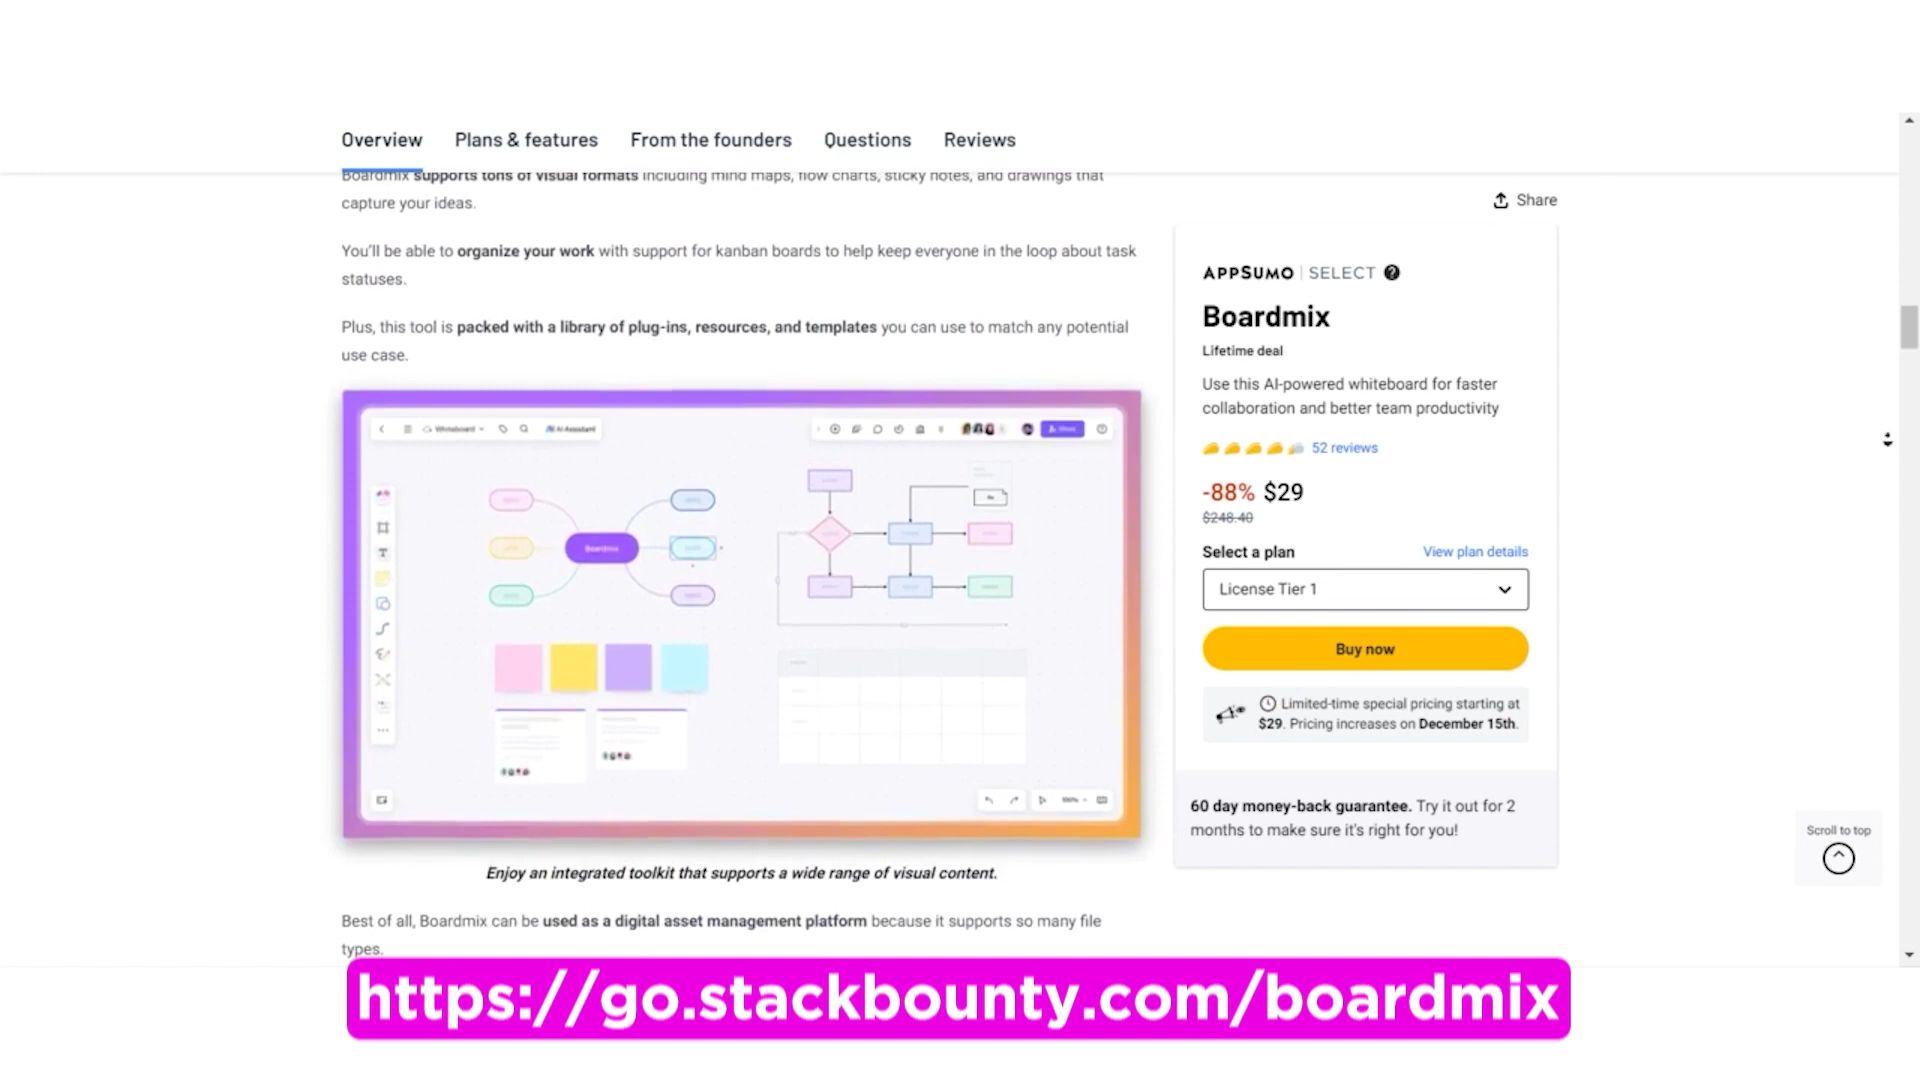 Overview Plans & features From the founders Questions Reviews
Boardmix supports tons of visual formats including mind maps, flow charts, sticky notes, and drawings that
capture your ideas.
You'll be able to organize your work with support for kanban boards to help keep everyone in the loop about task
statuses.
Plus, this tool is packed with a library of plug-ins, resources, and templates you can use to match any potential
use case.
Whiteboard
AI Assistant
Share
Boardmix
Enjoy an integrated toolkit that supports a wide range of visual content.
Best of all, Boardmix can be used as a digital asset management platform because it supports so many file
types.
Share
APPSUMO | SELECT ?
Boardmix
Lifetime deal
Use this AI-powered whiteboard for faster
collaboration and better team productivity
52 reviews
-88% $29
$248.40
Select a plan View plan details
License Tier 1
Buy now
Limited-time special pricing starting at
$29. Pricing increases on December 15th.
60 day money-back guarantee. Try it out for 2
months to make sure it's right for you!
Scroll to top
https://go.stackbounty.com/boardmix